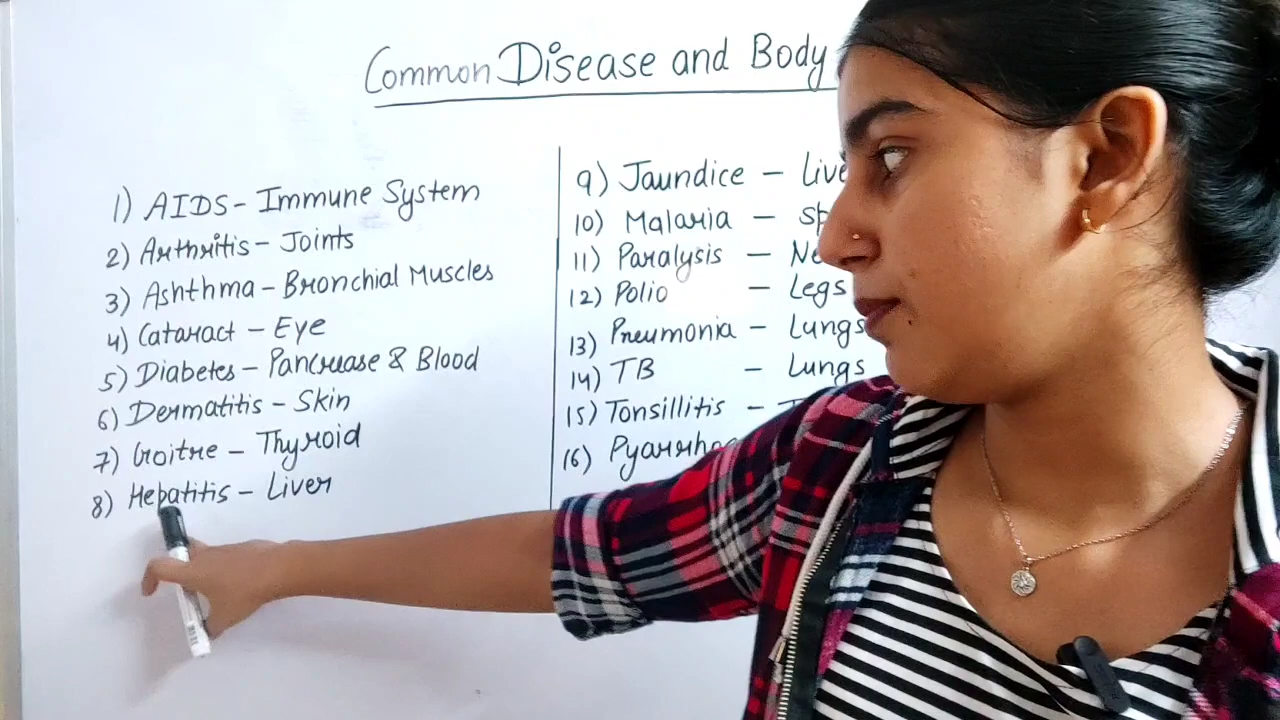 Common Disease and Body
1) AIDS - Immune System
2) Arthritis - Joints
3) Ashthma - Bronchial Muscles
4) Cataract - Eye
5) Diabetes - Pancrease & Blood
6) Dermatitis - Skin
7) Goitre - Thyroid
8) Hepatitis - Liver
9) Jaundice -
10) Malaria -
11) Paralysis -
12) Polio - Legs
13) Pneumonia - Lungs
14) TB - Lungs
15) Tonsillitis -
16)